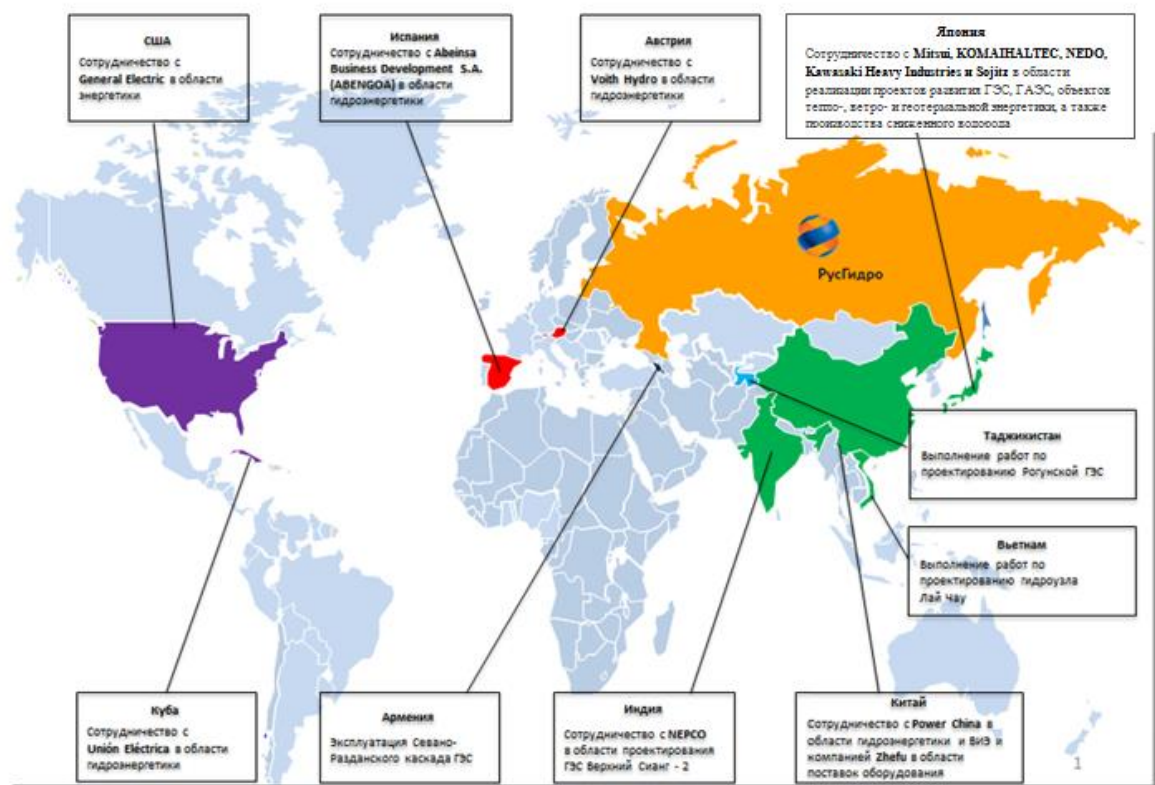 США
Сотрудничество с
General Electric в области
энергетики
Испания
Сотрудничество с Abeinsa
Business Development S.A.
(ABENGOA) в области
гидроэнергетики
Австрия
Сотрудничество с
Voith Hydro в области
гидроэнергетики
Япония
Сотрудничество с Mitsui, KOMAIHALTEC, NEDO,
Kawasaki Heavy Industries и Sojitz в области
реализации проектов развития ГЭС, ГАЭС, объектов
тепло-, ветро- и геотермальной энергетики, а также
производства сниженного водорода
РусГидро
Таджикистан
Выполнение работ по
проектированию Рогунской ГЭС
Вьетнам
Выполнение работ по
проектированию гидроузла
Лай Чау
Куба
Сотрудничество с
Unión Eléctrica в области
гидроэнергетики
Армения
Эксплуатация Севано-
Разданского каскада ГЭС
Индия
Сотрудничество с NEPCO
в области проектирования
ГЭС Верхний Сианг - 2
Китай
Сотрудничество с Power China в
области гидроэнергетики и ВИЭ и
компанией Zhefu в области
поставок оборудования
1